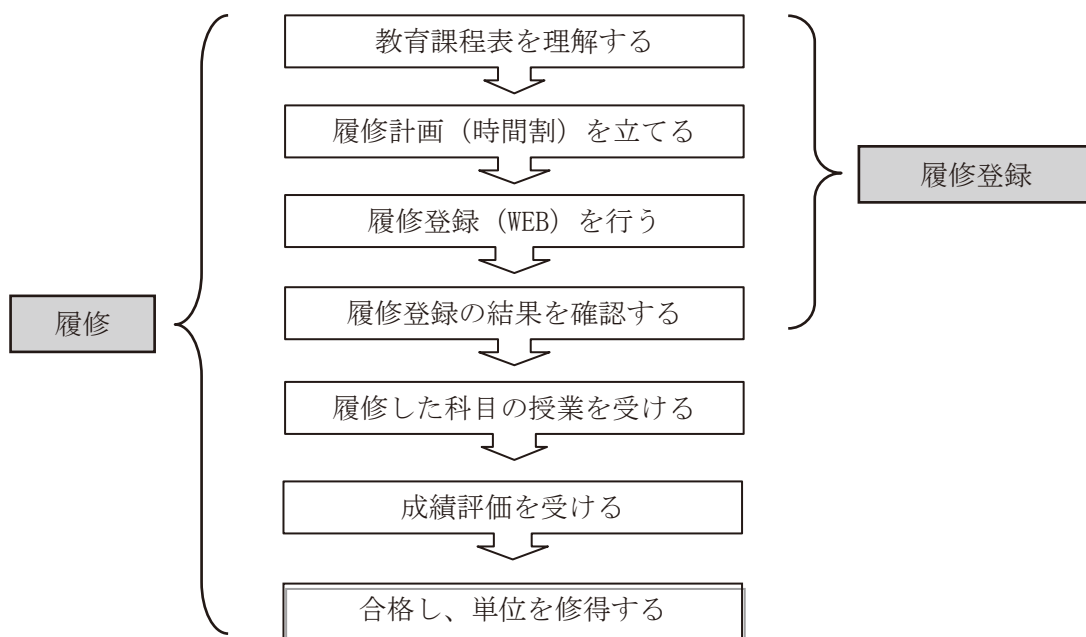 教育課程表を理解する
履修計画（時間割）を立てる
履修登録
履修登録（WEB）を行う
履修
履修登録の結果を確認する
履修した科目の授業を受ける
成績評価を受ける
合格し、単位を修得する